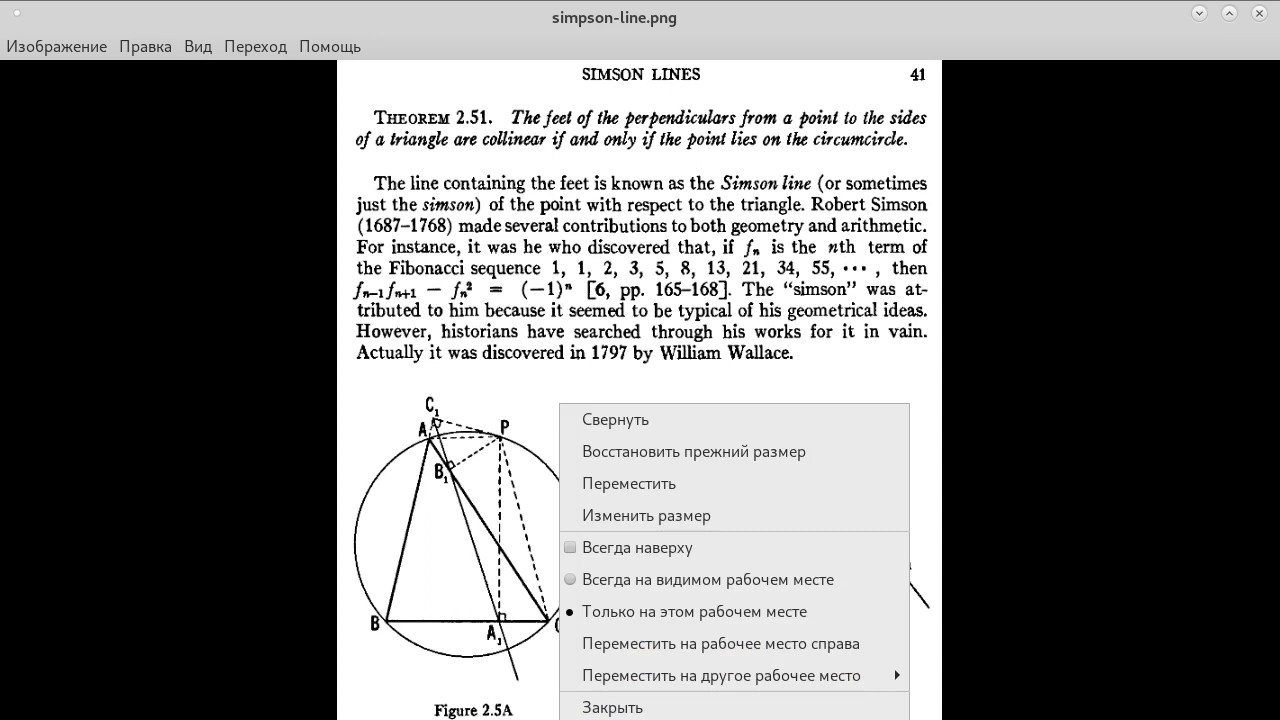 simpson-line.png
Изображение Правка Вид Переход Помощь
SIMSON LINES 41
THEOREM 2.51. The feet of the perpendiculars from a point to the sides
of a triangle are collinear if and only if the point lies on the circumcircle.
The line containing the feet is known as the Simson line (or sometimes
just the simson) of the point with respect to the triangle. Robert Simson
(1687–1768) made several contributions to both geometry and arithmetic.
For instance, it was he who discovered that, if fₙ is the nth term of
the Fibonacci sequence 1, 1, 2, 3, 5, 8, 13, 21, 34, 55, ··· , then
fₙ₋₁fₙ₊₁ − fₙ² = (−1)ⁿ [6, pp. 165–168]. The “simson” was at-
tributed to him because it seemed to be typical of his geometrical ideas.
However, historians have searched through his works for it in vain.
Actually it was discovered in 1797 by William Wallace.
C₁
A P
B₁
B A₁
Figure 2.5A
Свернуть
Восстановить прежний размер
Переместить
Изменить размер
Всегда наверху
Всегда на видимом рабочем месте
Только на этом рабочем месте
Переместить на рабочее место справа
Переместить на другое рабочее место
Закрыть